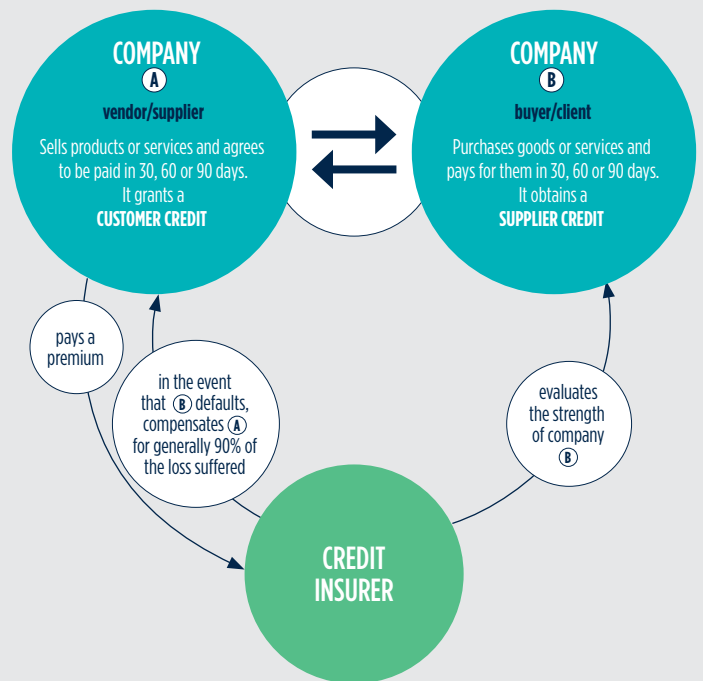 COMPANY
A
vendor/supplier
Sells products or services and agrees
to be paid in 30, 60 or 90 days.
It grants a
CUSTOMER CREDIT
COMPANY
B
buyer/client
Purchases goods or services and
pays for them in 30, 60 or 90 days.
It obtains a
SUPPLIER CREDIT
pays a
premium
in the event
that B defaults,
compensates A
for generally 90% of
the loss suffered
evaluates
the strength
of company
B
CREDIT
INSURER